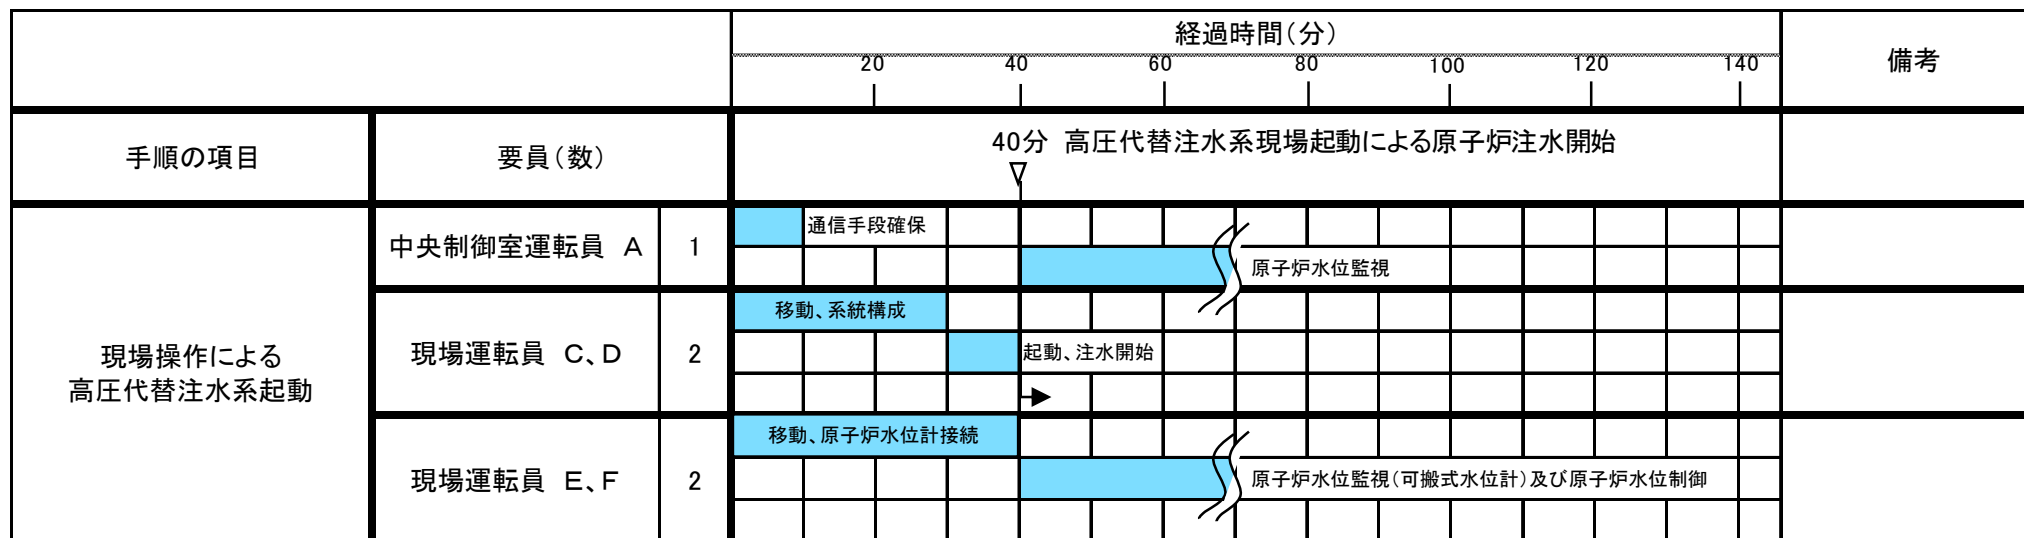 経過時間（分）
備考
20 40 60 80 100 120 140
手順の項目
要員（数）
40分 高圧代替注水系現場起動による原子炉注水開始
現場操作による
高圧代替注水系起動
中央制御室運転員 A
1
通信手段確保
原子炉水位監視
現場運転員 C、D
2
移動、系統構成
起動、注水開始
現場運転員 E、F
2
移動、原子炉水位計接続
原子炉水位監視（可搬式水位計）及び原子炉水位制御